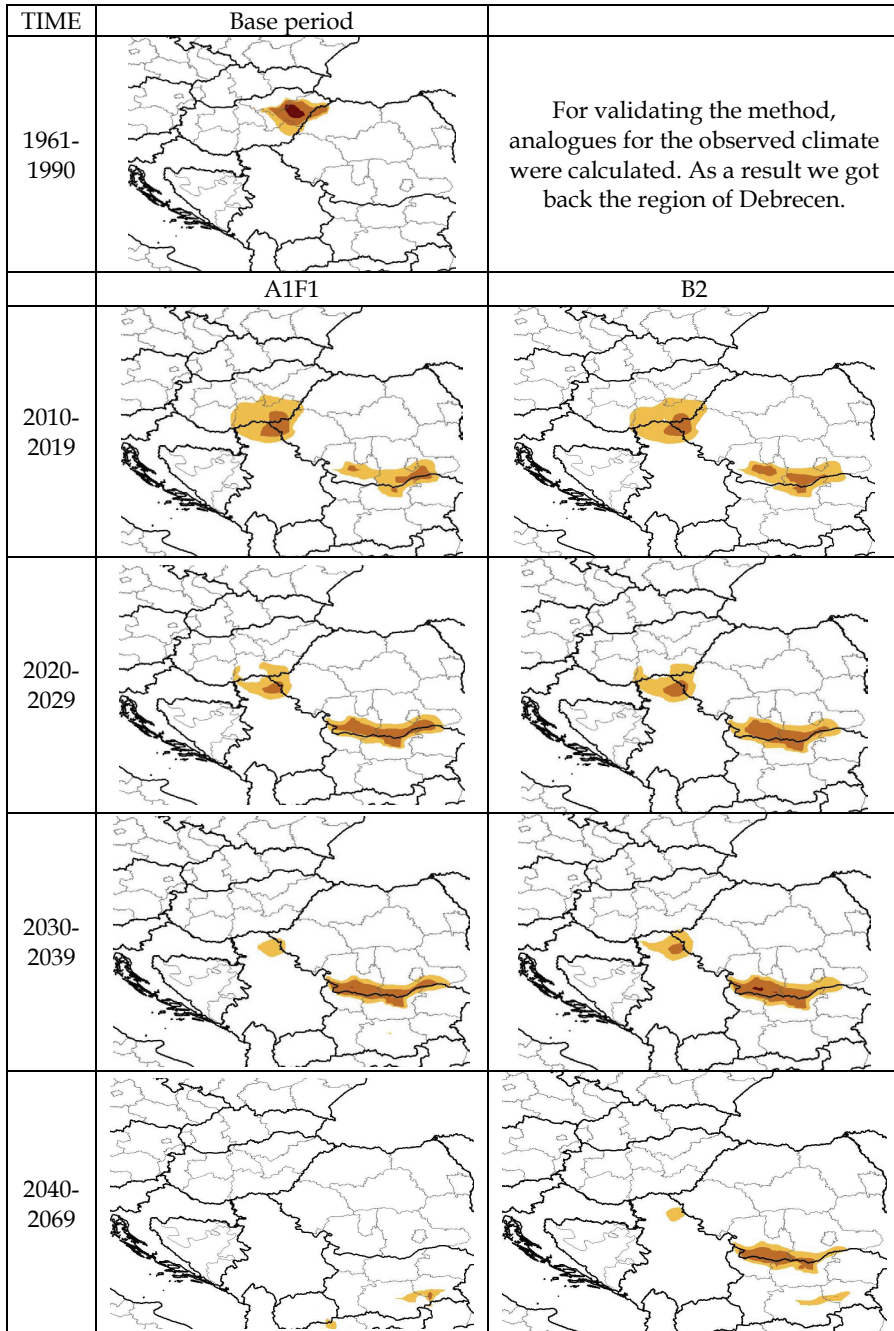 TIME Base period
1961-
1990
For validating the method,
analogues for the observed climate
were calculated. As a result we got
back the region of Debrecen.
A1F1 B2
2010-
2019
2020-
2029
2030-
2039
2040-
2069